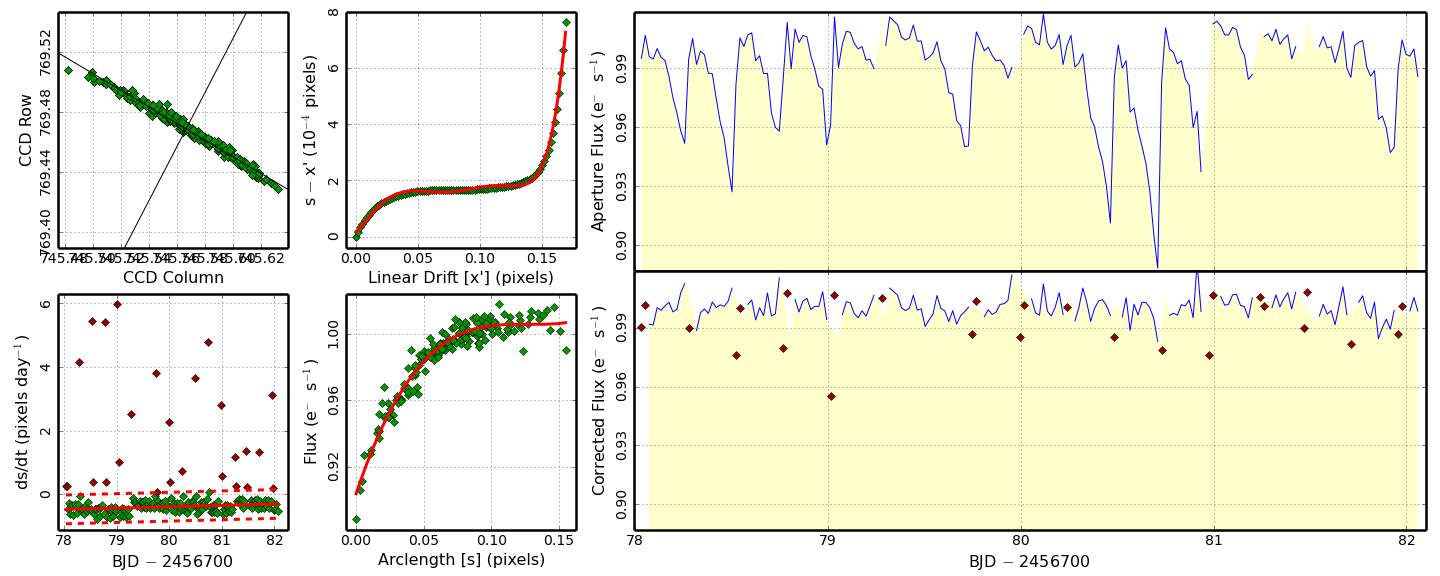 769.52
769.48
769.44
769.40
CCD Row
CCD Column
8
6
4
2
0
s − x' (10⁻¹ pixels)
0.00 0.05 0.10 0.15
Linear Drift [x'] (pixels)
0.99
0.96
0.93
0.90
Aperture Flux (e⁻ s⁻¹)
6
4
2
0
ds/dt (pixels day⁻¹)
78 79 80 81 82
BJD − 2456700
1.00
0.96
0.92
Flux (e⁻ s⁻¹)
0.00 0.05 0.10 0.15
Arclength [s] (pixels)
0.99
0.96
0.93
0.90
Corrected Flux (e⁻ s⁻¹)
78 79 80 81 82
BJD − 2456700